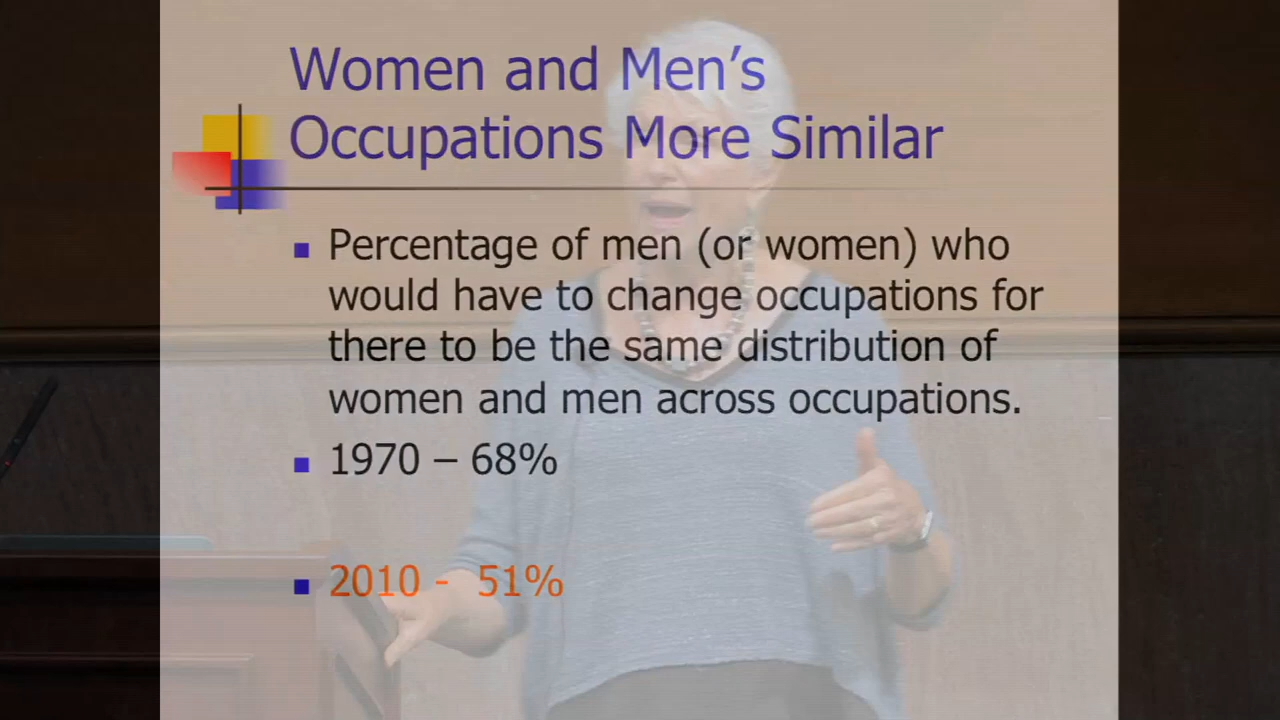 Women and Men's
Occupations More Similar
Percentage of men (or women) who
would have to change occupations for
there to be the same distribution of
women and men across occupations.
1970 – 68%
2010 - 51%